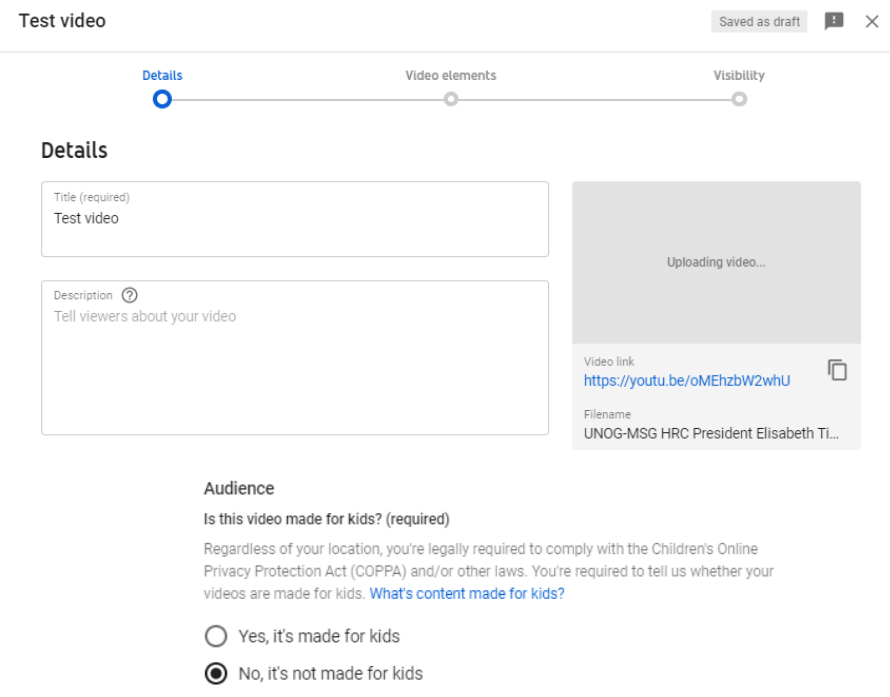 Test video
Saved as draft
Details
Video elements
Visibility
Details
Title (required)
Test video
Description
Tell viewers about your video
Uploading video...
Video link
https://youtu.be/oMEhzbW2whU
Filename
UNOG-MSG HRC President Elisabeth Ti...
Audience
Is this video made for kids? (required)
Regardless of your location, you're legally required to comply with the Children's Online
Privacy Protection Act (COPPA) and/or other laws. You're required to tell us whether your
videos are made for kids. What's content made for kids?
Yes, it's made for kids
No, it's not made for kids